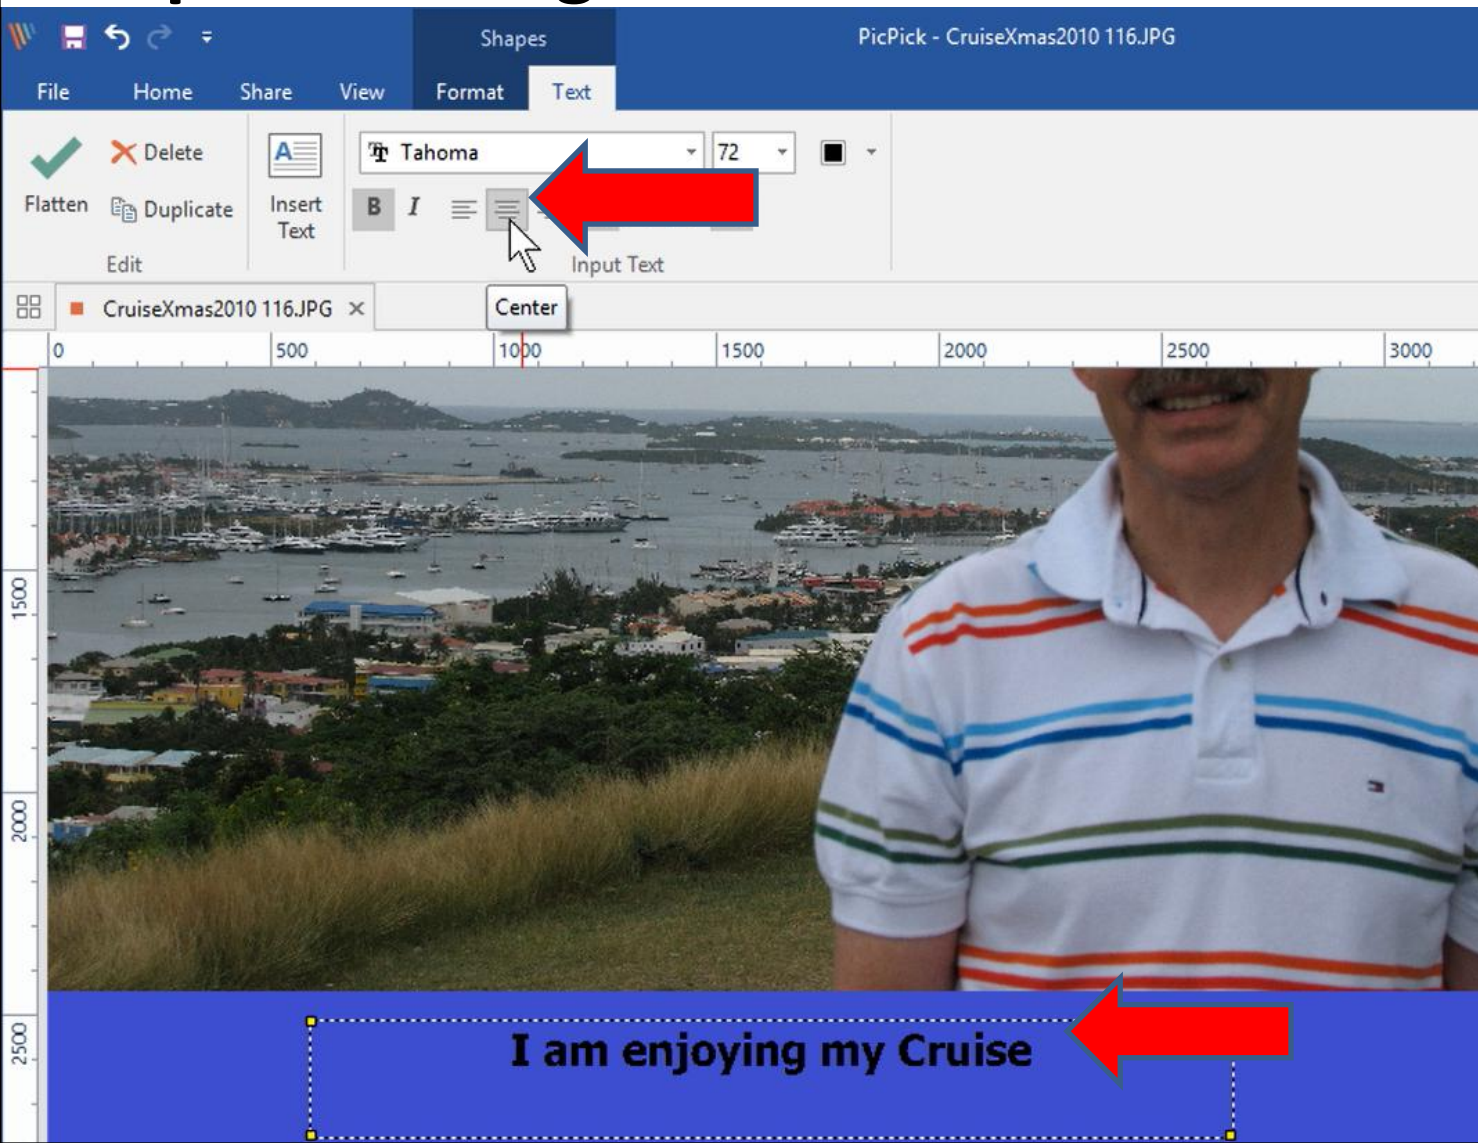 Shapes
PicPick - CruiseXmas2010 116.JPG
File Home Share View Format Text
Delete
Tahoma 72
Flatten
Duplicate
Insert
Text
B I
Edit
Input Text
CruiseXmas2010 116.JPG
Center
0 500 1000 1500 2000 2500 3000
1500
2000
2500
I am enjoying my Cruise